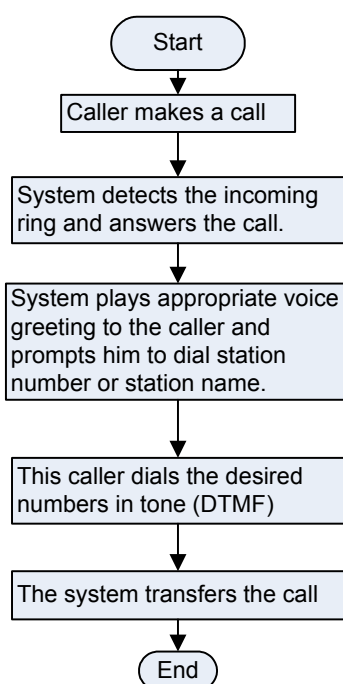 Start
Caller makes a call
System detects the incoming
ring and answers the call.
System plays appropriate voice
greeting to the caller and
prompts him to dial station
number or station name.
This caller dials the desired
numbers in tone (DTMF)
The system transfers the call
End